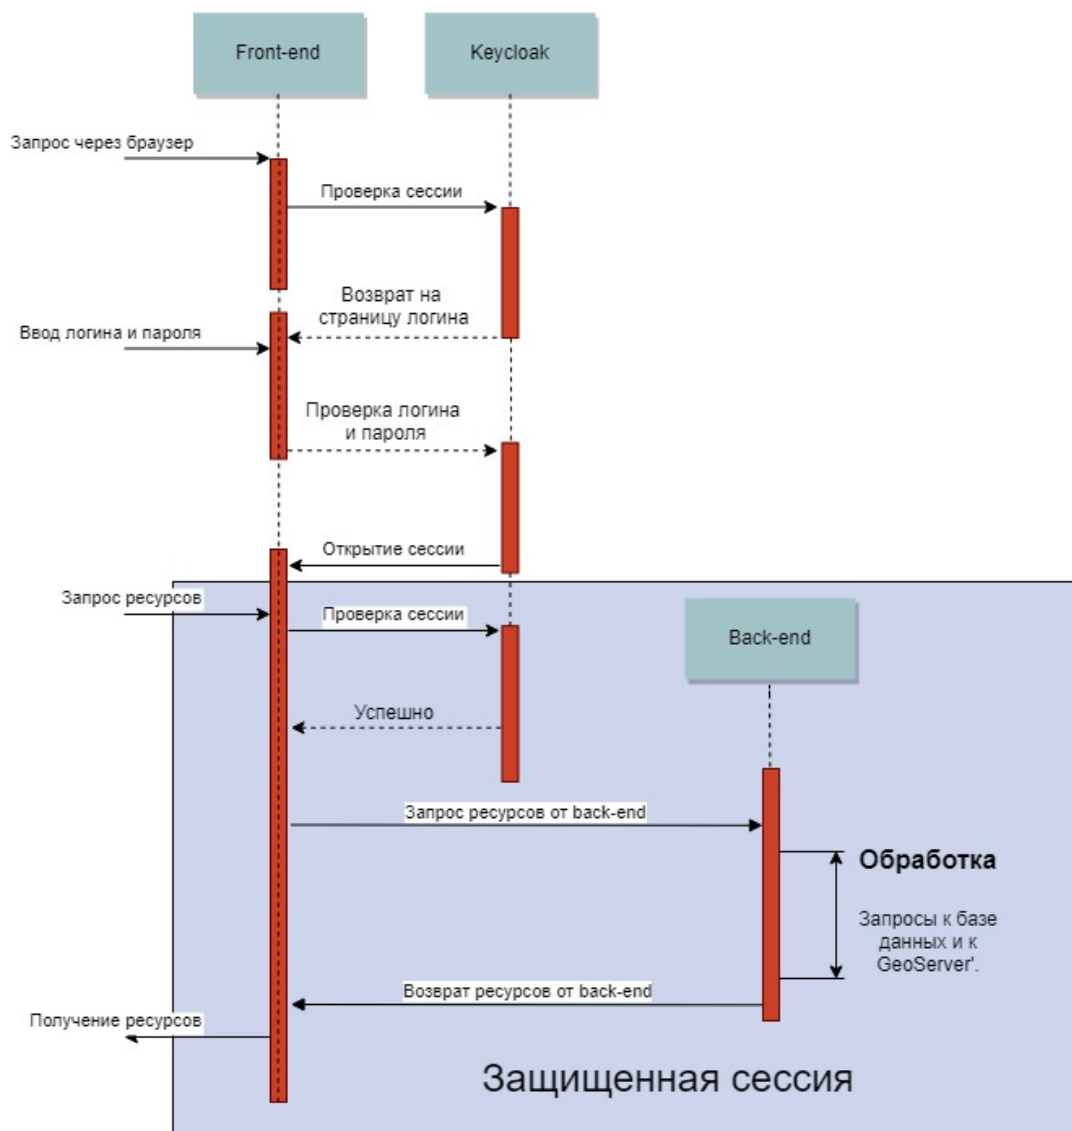 Front-end
Keycloak
Запрос через браузер
Проверка сессии
Возврат на
страницу логина
Ввод логина и пароля
Проверка логина
и пароля
Открытие сессии
Запрос ресурсов
Проверка сессии
Back-end
Успешно
Запрос ресурсов от back-end
Обработка
Запросы к базе
данных и к
GeoServer'.
Возврат ресурсов от back-end
Получение ресурсов
Защищенная сессия